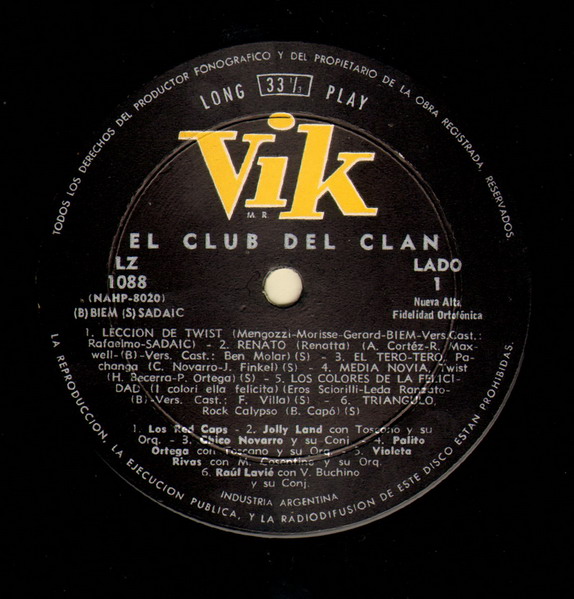 TODOS LOS DERECHOS DEL PRODUCTOR FONOGRAFICO Y DEL PROPIETARIO DE LA OBRA REGISTRADA, RESERVADOS.
LONG 33 1/3 PLAY
Vik
M. R.
EL CLUB DEL CLAN
LZ
1088
(NAHP-8020)
(B) BIEM (S) SADAIC
LADO
1
Nueva Alta
Fidelidad Ortofónica
1. LECCION DE TWIST (Mengozzi-Morisse-Gerard-BIEM-Vers.Cast.:
Rafaelmo-SADAIC) - 2. RENATO (Renatta) (A. Cortéz-R. Max-
well-(B)-Vers. Cast.: Ben Molar) (S) - 3. EL TERO-TERO, Pa-
changa (C. Novarro-J. Finkel) (S) - 4. MEDIA NOVIA, Twist
(H. Becerra-P. Ortega) (S) - 5. LOS COLORES DE LA FELICI-
DAD (I colori ella felicita) (Eros Sciorilli-Leda Ranzato-
(B)-Vers. Cast.: F. Villa) (S) - 6. TRIANGULO,
Rock Calypso (B. Capó) (S)
1. Los Red Caps - 2. Jolly Land con Toscano y su
Orq. - 3. Chico Novarro y su Conj. - 4. Palito
Ortega con Toscano y su Orq. - 5. Violeta
Rivas con M. Cosentino y su Orq.
6. Raúl Lavié con V. Buchino
y su Conj.
INDUSTRIA ARGENTINA
LA REPRODUCCION, LA EJECUCION PUBLICA, Y LA RADIODIFUSION DE ESTE DISCO ESTAN PROHIBIDAS.